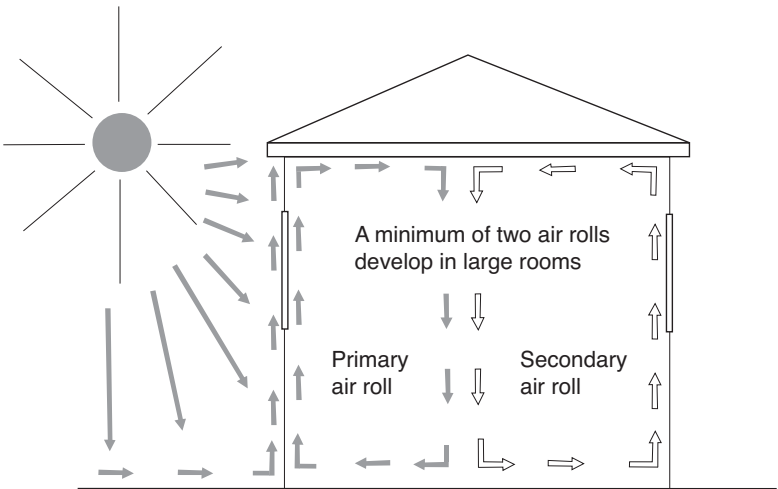 A minimum of two air rolls
develop in large rooms
Primary
air roll
Secondary
air roll